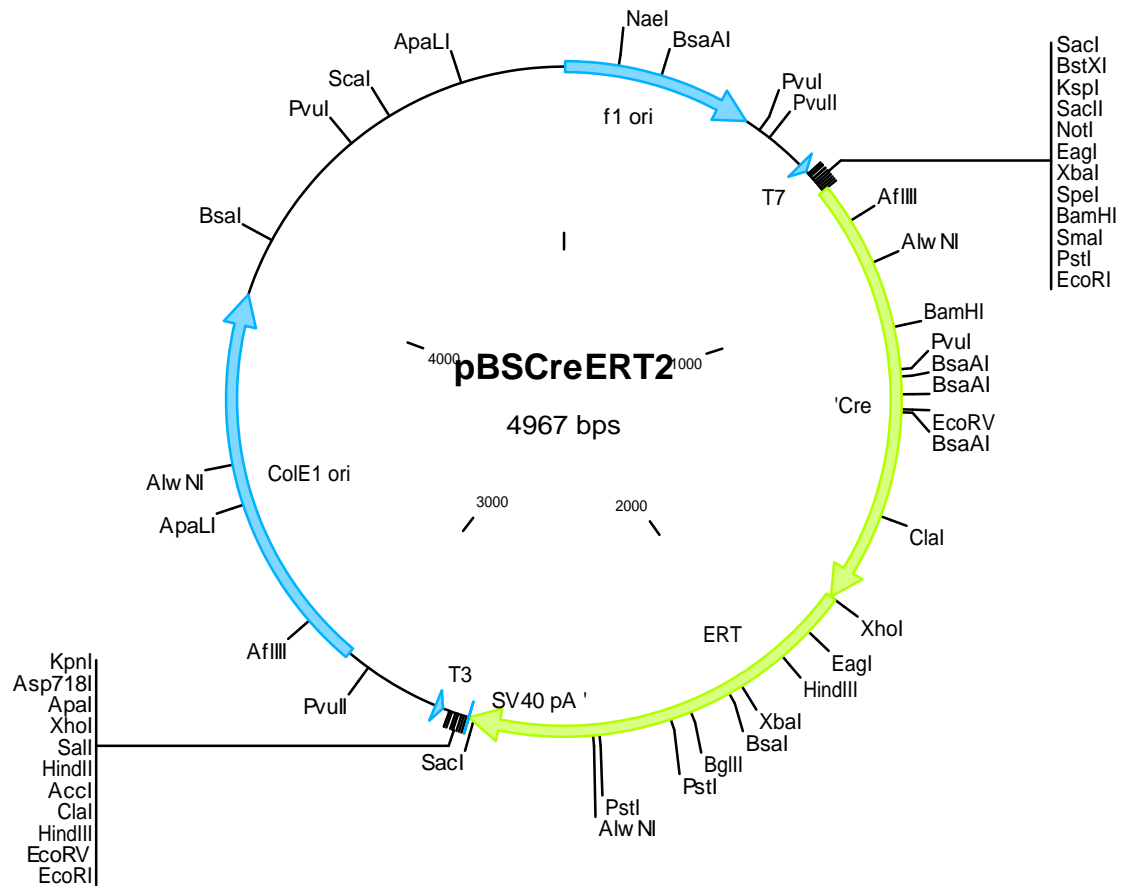 NaeI
BsaAI
f1 ori
PvuI
PvuII
T7
SacI
BstXI
KspI
SacII
NotI
EagI
XbaI
SpeI
BamHI
SmaI
PstI
EcoRI
AflIII
AlwNI
BamHI
PvuI
BsaAI
BsaAI
EcoRV
BsaAI
'Cre
ClaI
XhoI
EagI
HindIII
XbaI
BsaI
BglII
PstI
PstI
AlwNI
ERT
SV40 pA '
SacI
T3
KpnI
Asp718I
ApaI
XhoI
SalI
HindII
AccI
ClaI
HindIII
EcoRV
EcoRI
PvuII
AflIII
ApaLI
AlwNI
ColE1 ori
BsaI
PvuI
ScaI
ApaLI
I
1000
2000
3000
4000
pBSCreERT2
4967 bps